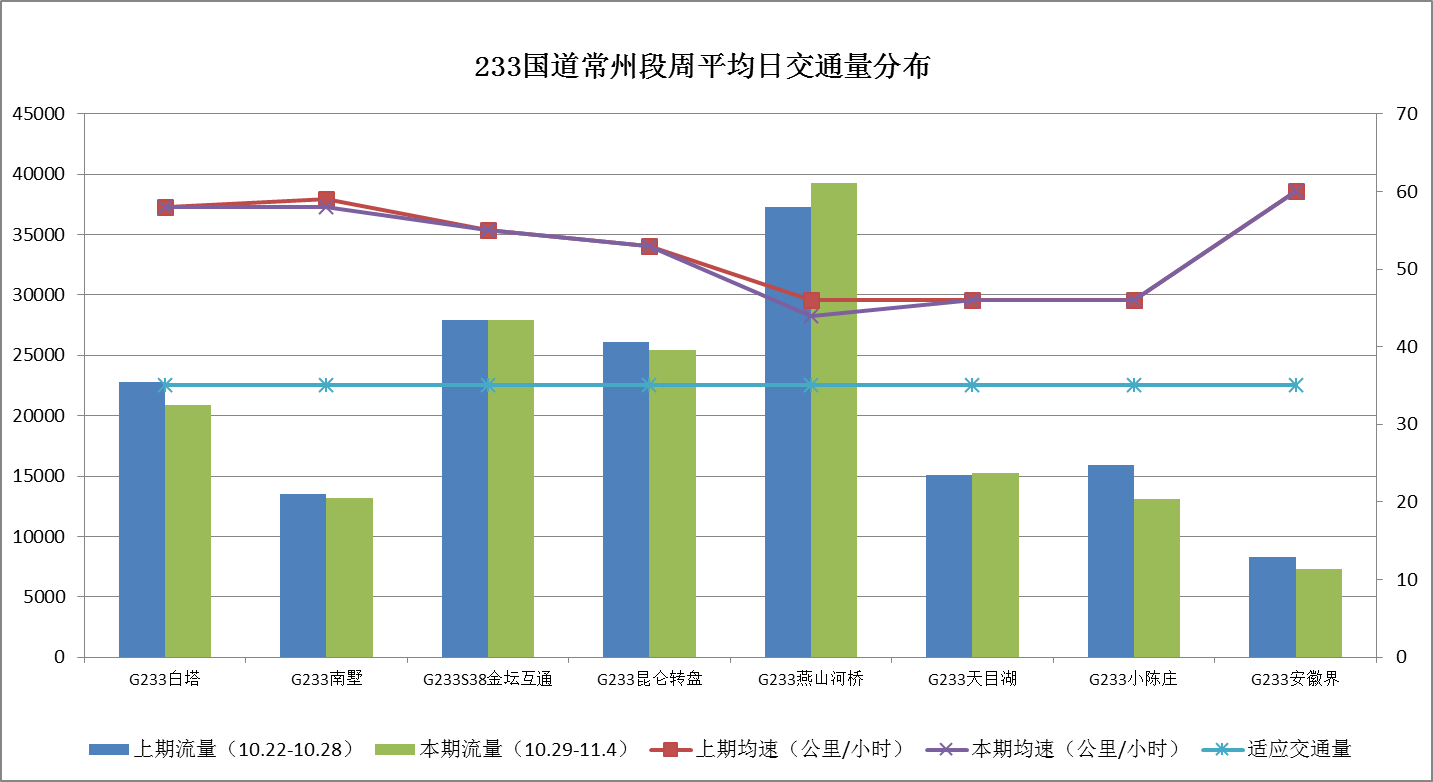 233国道常州段周平均日交通量分布
45000
40000
35000
30000
25000
20000
15000
10000
5000
0
70
60
50
40
30
20
10
0
G233白塔
G233南墅
G233S38金坛互通
G233昆仑转盘
G233燕山河桥
G233天目湖
G233小陈庄
G233安徽界
上期流量（10.22-10.28）
本期流量（10.29-11.4）
上期均速（公里/小时）
本期均速（公里/小时）
适应交通量